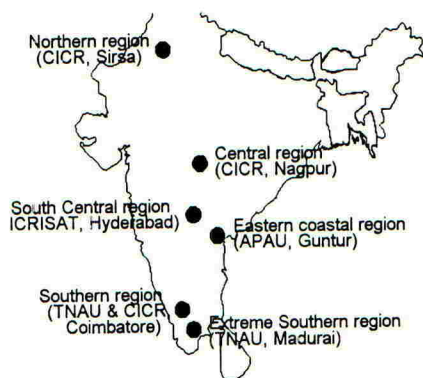 Northern region
(CICR, Sirsa)
Central region
(CICR, Nagpur)
South Central region
ICRISAT, Hyderabad)
Eastern coastal region
(APAU, Guntur)
Southern region
(TNAU & CICR
Coimbatore)
Extreme Southern region
(TNAU, Madurai)